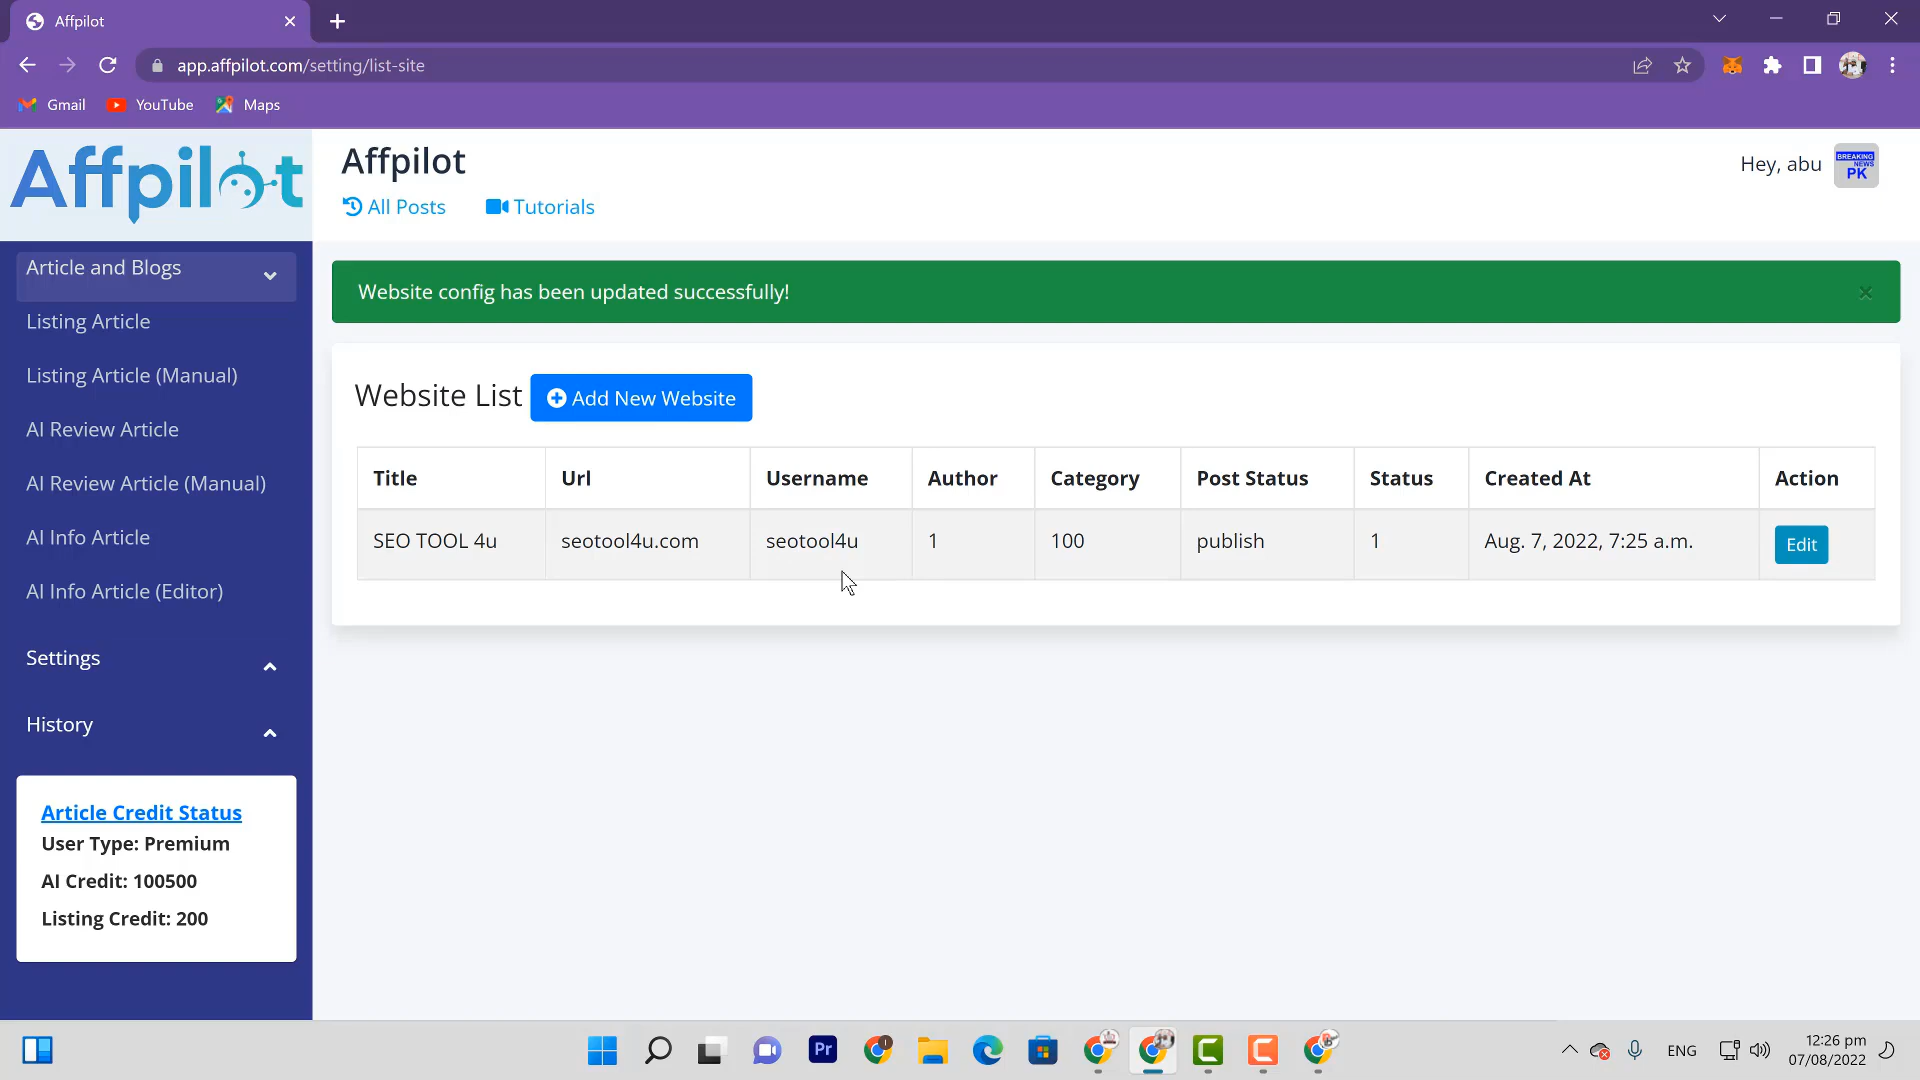 Affpilot
app.affpilot.com/setting/list-site
Gmail YouTube Maps
Affpilot
Affpilot
Hey, abu
BREAKING
NEWS
PK
All Posts Tutorials
Article and Blogs
Listing Article
Listing Article (Manual)
AI Review Article
AI Review Article (Manual)
AI Info Article
AI Info Article (Editor)
Settings
History
Article Credit Status
User Type: Premium
AI Credit: 100500
Listing Credit: 200
Website config has been updated successfully!
Website List Add New Website
Title Url Username Author Category Post Status Status Created At Action
SEO TOOL 4u seotool4u.com seotool4u 1 100 publish 1 Aug. 7, 2022, 7:25 a.m. Edit
Pr
ENG
12:26 pm
07/08/2022